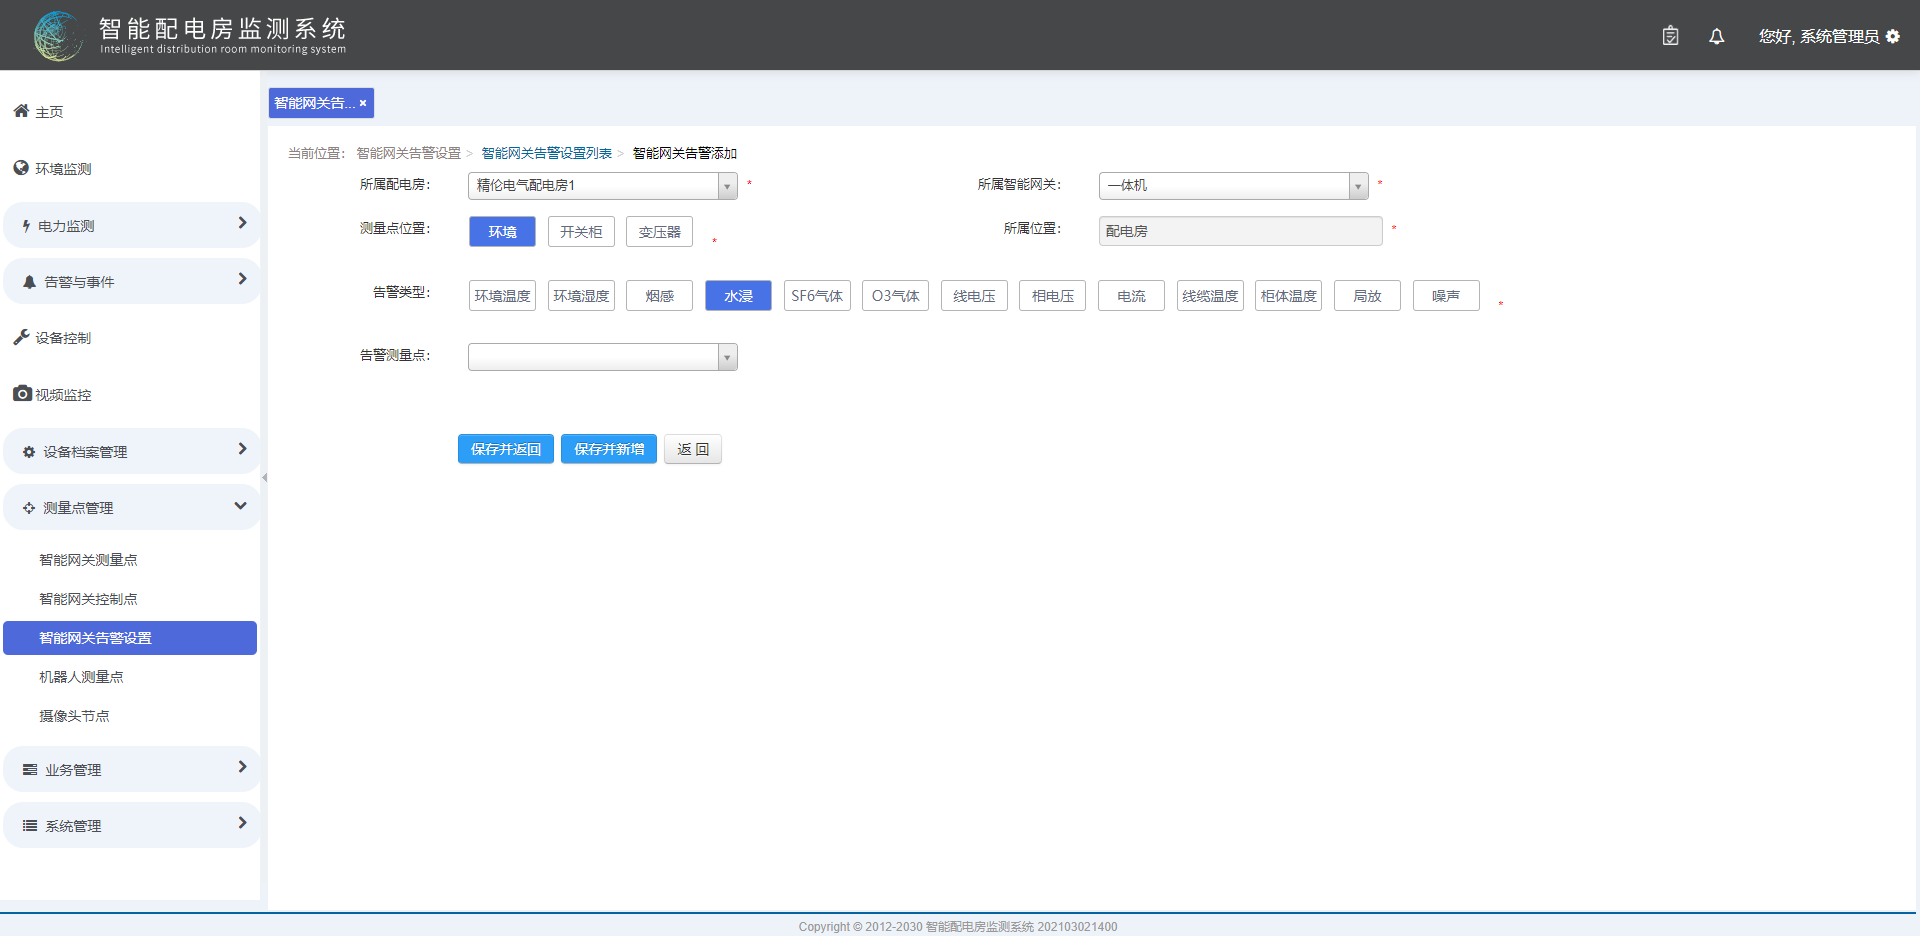 智能配电房监测系统
Intelligent distribution room monitoring system
您好, 系统管理员
主页
环境监测
电力监测
告警与事件
设备控制
视频监控
设备档案管理
测量点管理
智能网关测量点
智能网关控制点
智能网关告警设置
机器人测量点
摄像头节点
业务管理
系统管理
智能网关告... ×
当前位置: 智能网关告警设置 > 智能网关告警设置列表 > 智能网关告警添加
所属配电房: 精伦电气配电房1 * 所属智能网关: 一体机 *
测量点位置: 环境 开关柜 变压器 * 所属位置: 配电房 *
告警类型: 环境温度 环境湿度 烟感 水浸 SF6气体 O3气体 线电压 相电压 电流 线缆温度 柜体温度 局放 噪声 *
告警测量点:
保存并返回 保存并新增 返 回
Copyright © 2012-2030 智能配电房监测系统 202103021400